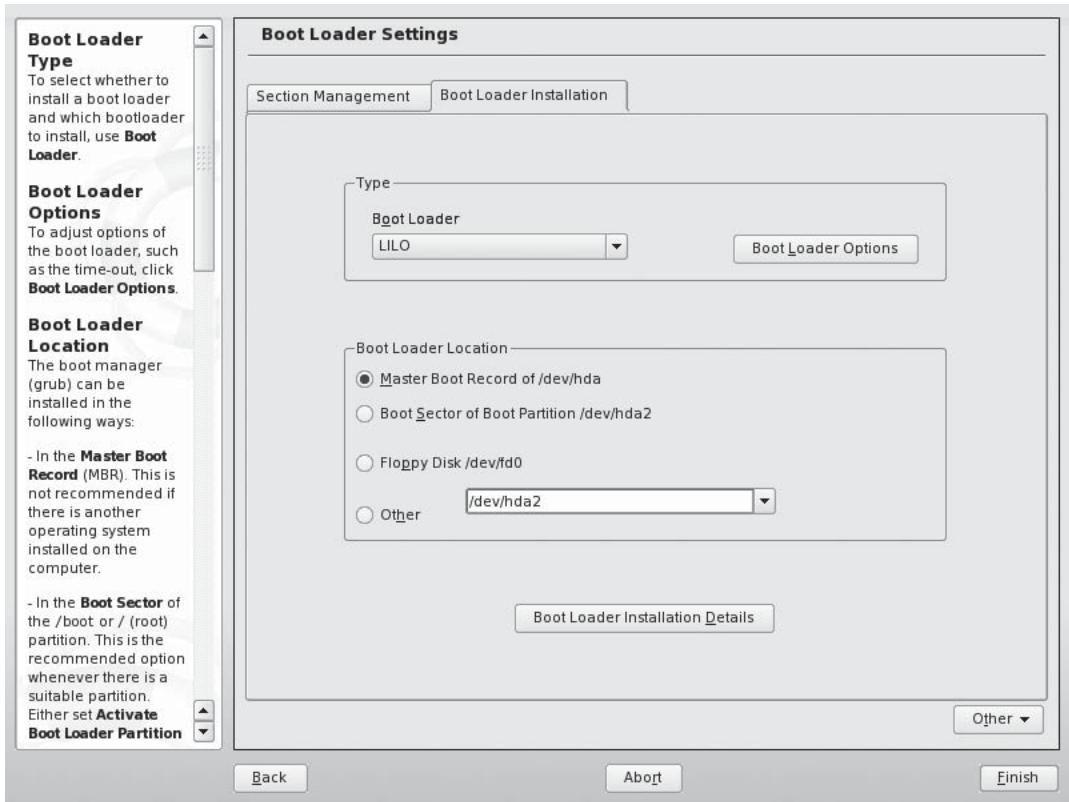 Boot Loader
Type
To select whether to
install a boot loader
and which bootloader
to install, use Boot
Loader.
Boot Loader
Options
To adjust options of
the boot loader, such
as the time-out, click
Boot Loader Options.
Boot Loader
Location
The boot manager
(grub) can be
installed in the
following ways:
- In the Master Boot
Record (MBR). This is
not recommended if
there is another
operating system
installed on the
computer.
- In the Boot Sector of
the /boot or / (root)
partition. This is the
recommended option
whenever there is a
suitable partition.
Either set Activate
Boot Loader Partition
Boot Loader Settings
Section Management
Boot Loader Installation
Type
Boot Loader
LILO
Boot Loader Options
Boot Loader Location
Master Boot Record of /dev/hda
Boot Sector of Boot Partition /dev/hda2
Floppy Disk /dev/fd0
Other
/dev/hda2
Boot Loader Installation Details
Other
Back
Abort
Finish